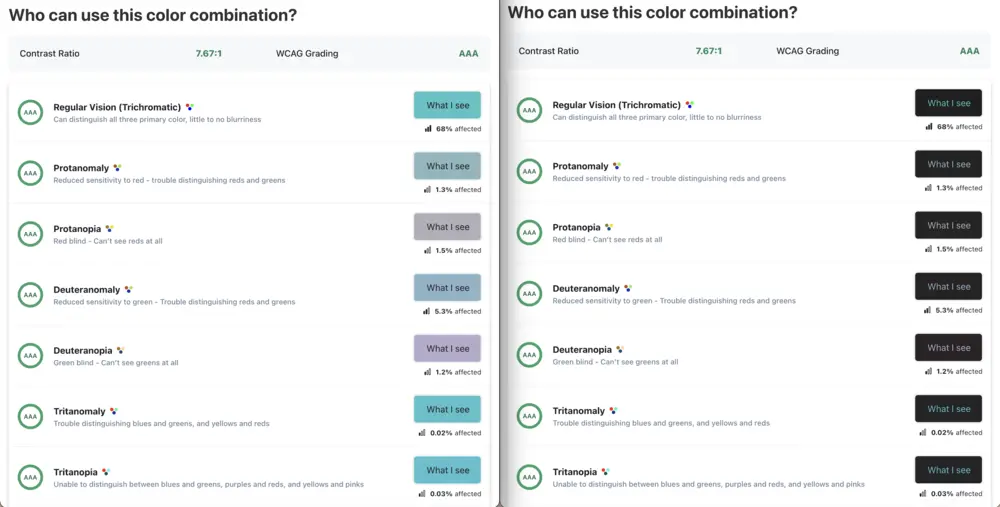 Who can use this color combination?
Contrast Ratio 7.67:1 WCAG Grading AAA
AAA Regular Vision (Trichromatic) What I see
Can distinguish all three primary color, little to no blurriness
68% affected
AAA Protanomaly What I see
Reduced sensitivity to red - trouble distinguishing reds and greens
1.3% affected
AAA Protanopia What I see
Red blind - Can't see reds at all
1.5% affected
AAA Deuteranomaly What I see
Reduced sensitivity to green - Trouble distinguishing reds and greens
5.3% affected
AAA Deuteranopia What I see
Green blind - Can't see greens at all
1.2% affected
AAA Tritanomaly What I see
Trouble distinguishing blues and greens, and yellows and reds
0.02% affected
AAA Tritanopia What I see
Unable to distinguish between blues and greens, purples and reds, and yellows and pinks
0.03% affected
Who can use this color combination?
Contrast Ratio 7.67:1 WCAG Grading AAA
AAA Regular Vision (Trichromatic) What I see
Can distinguish all three primary color, little to no blurriness
68% affected
AAA Protanomaly What I see
Reduced sensitivity to red - trouble distinguishing reds and greens
1.3% affected
AAA Protanopia What I see
Red blind - Can't see reds at all
1.5% affected
AAA Deuteranomaly What I see
Reduced sensitivity to green - Trouble distinguishing reds and greens
5.3% affected
AAA Deuteranopia What I see
Green blind - Can't see greens at all
1.2% affected
AAA Tritanomaly What I see
Trouble distinguishing blues and greens, and yellows and reds
0.02% affected
AAA Tritanopia What I see
Unable to distinguish between blues and greens, purples and reds, and yellows and pinks
0.03% affected